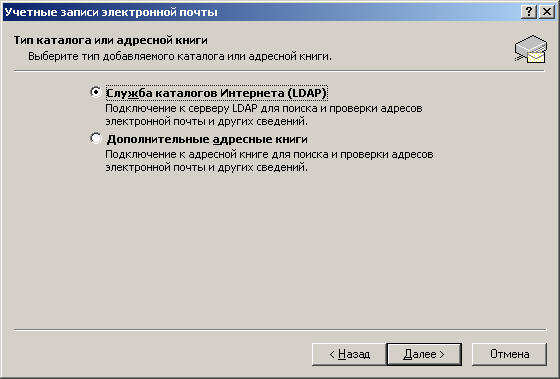 Учетные записи электронной почты
Тип каталога или адресной книги
Выберите тип добавляемого каталога или адресной книги.
Служба каталогов Интернета (LDAP)
Подключение к серверу LDAP для поиска и проверки адресов
электронной почты и других сведений.
Дополнительные адресные книги
Подключение к адресной книге для поиска и проверки адресов
электронной почты и других сведений.
< Назад
Далее >
Отмена